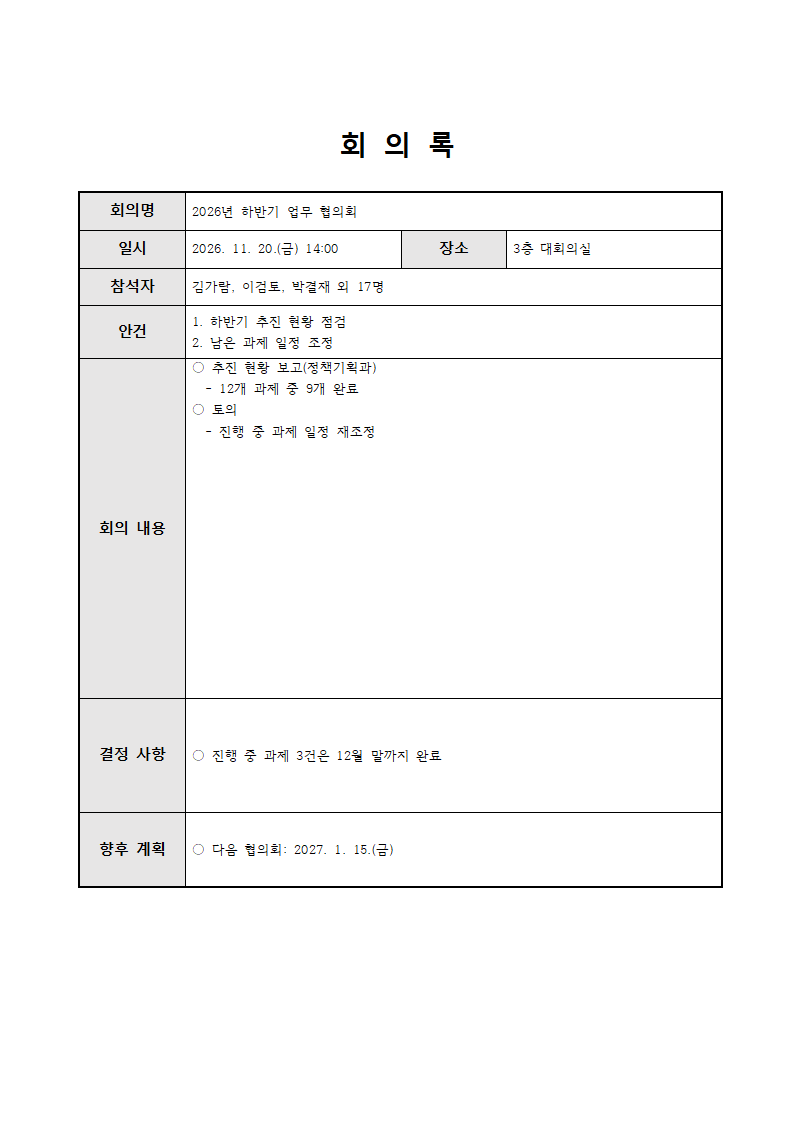 회 의 록
회의명 2026년 하반기 업무 협의회
일시 2026. 11. 20.(금) 14:00 장소 3층 대회의실
참석자 김가람, 이검토, 박결재 외 17명
안건
1. 하반기 추진 현황 점검
2. 남은 과제 일정 조정
회의 내용
○ 추진 현황 보고(정책기획과)
- 12개 과제 중 9개 완료
○ 토의
- 진행 중 과제 일정 재조정
결정 사항 ○ 진행 중 과제 3건은 12월 말까지 완료
향후 계획 ○ 다음 협의회: 2027. 1. 15.(금)